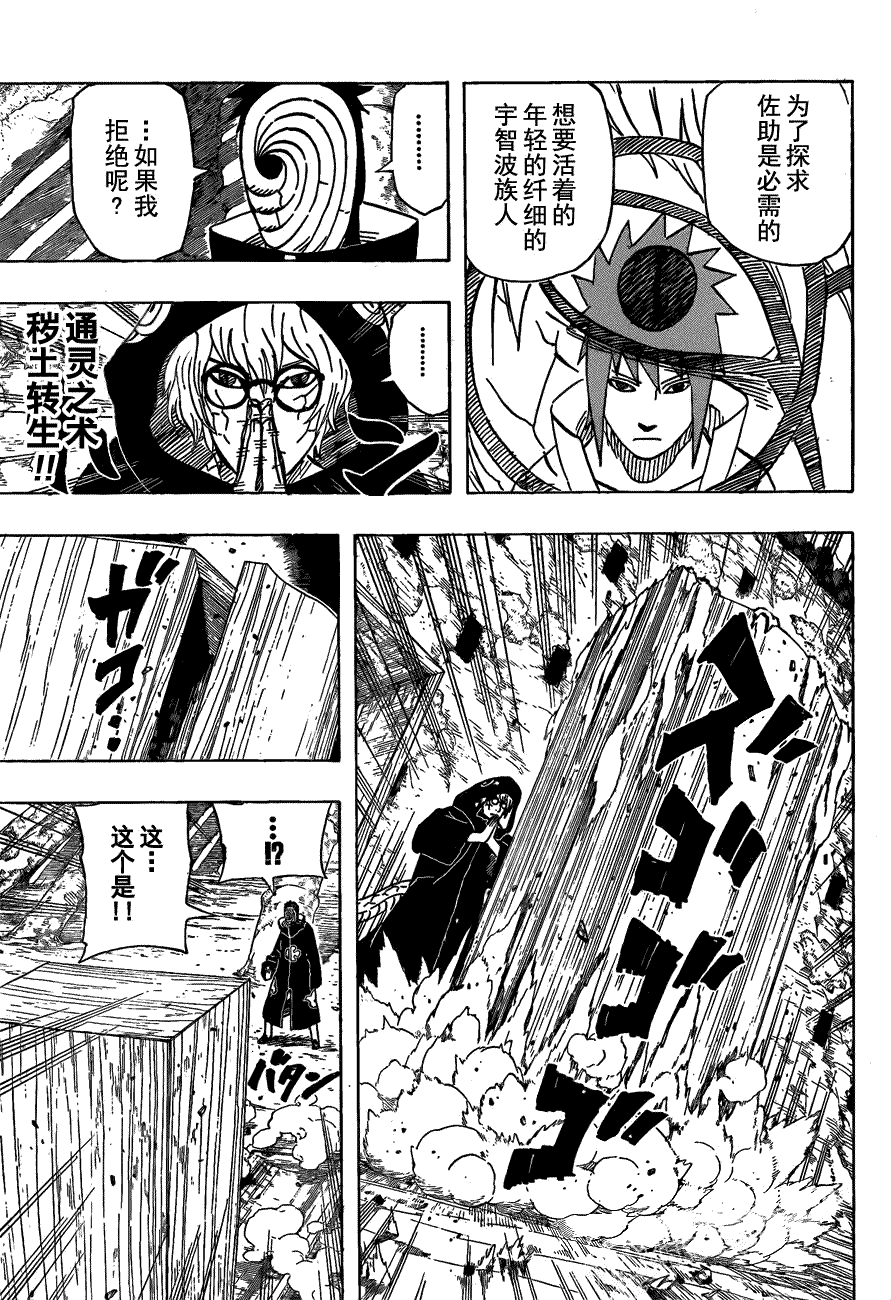 为了探求
佐助是必需的
想要活着的
年轻的纤细的
宇智波族人
………
…如果我
拒绝呢?
………
通灵之术
秽土转生!!
ズ
ゴ
ゴ
ゴ
ガコ…
…!?
这…
这个是!!
バタン